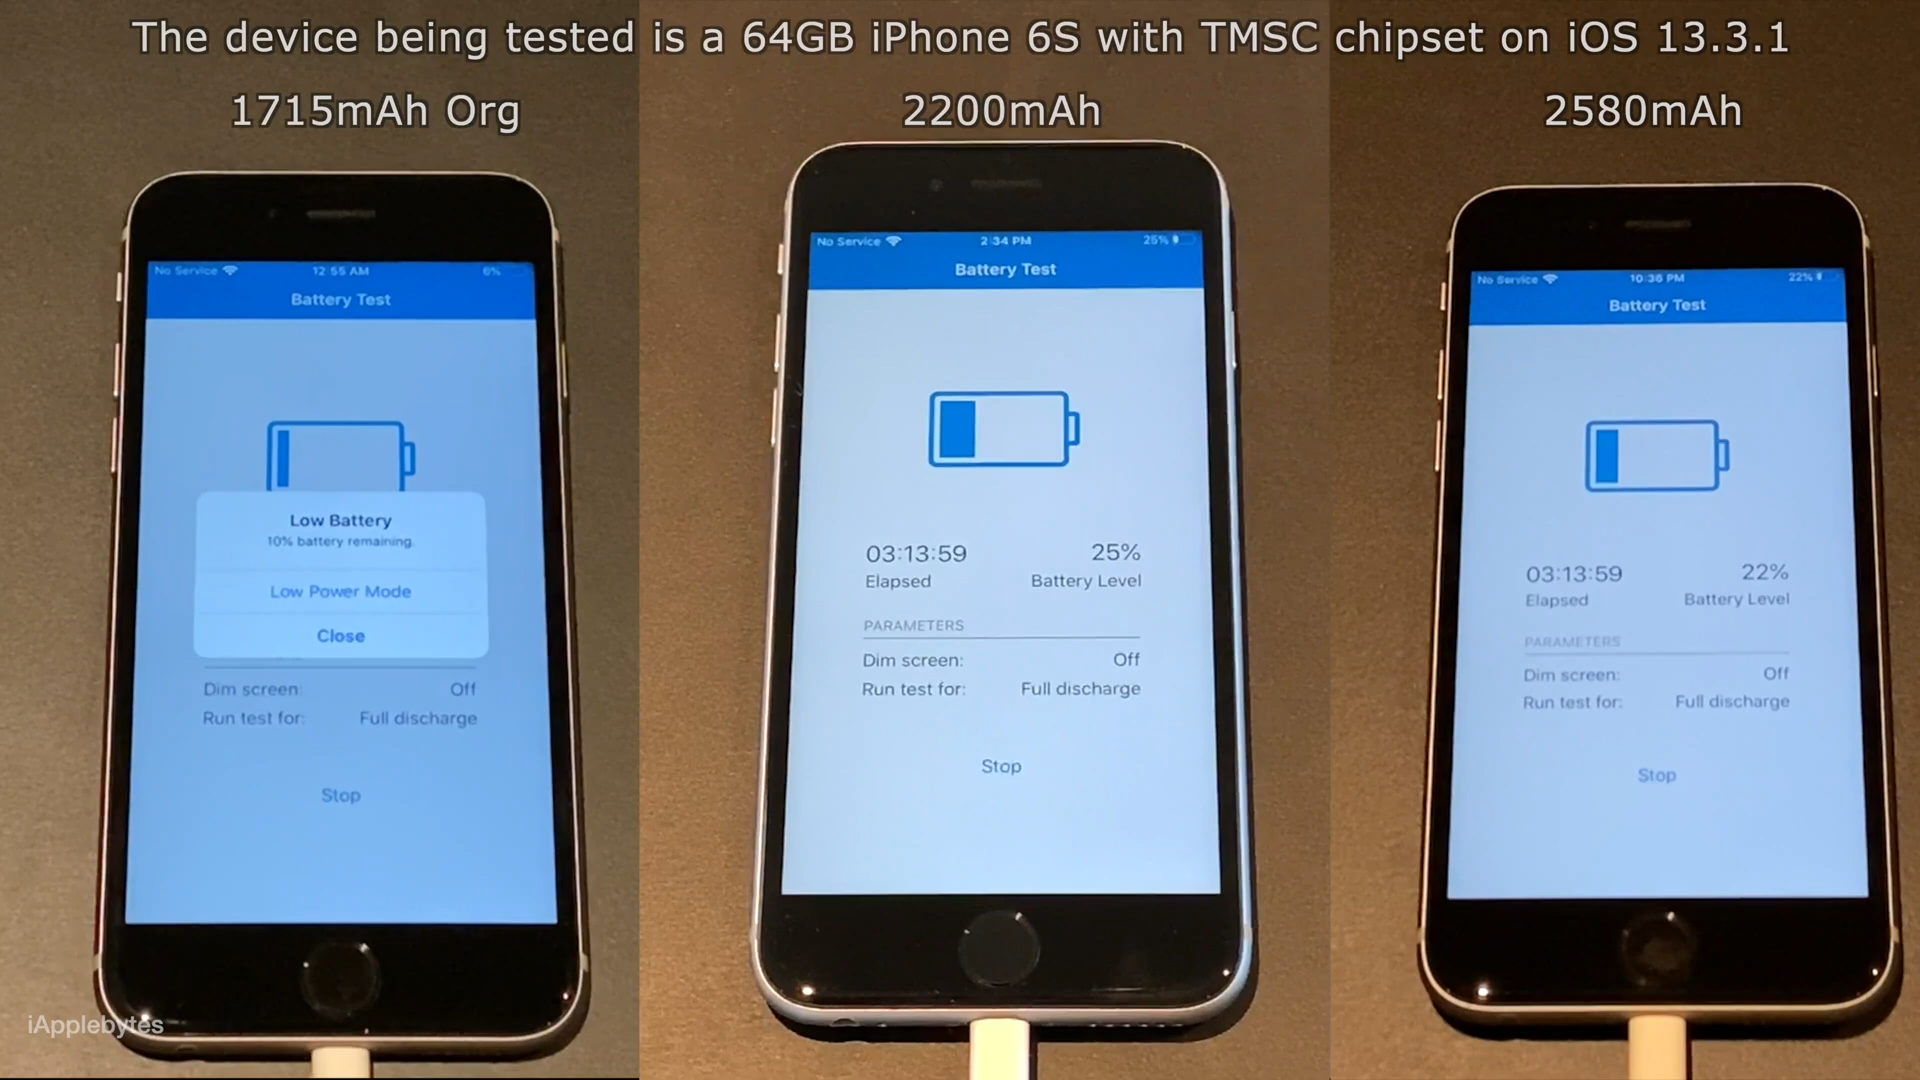 The device being tested is a 64GB iPhone 6S with TMSC chipset on iOS 13.3.1
1715mAh Org
2200mAh
2580mAh
No Service 12:55 AM 6%
Battery Test
Low Battery
10% battery remaining.
Low Power Mode
Close
Dim screen: Off
Run test for: Full discharge
Stop
No Service 2:34 PM 25%
Battery Test
03:13:59 25%
Elapsed Battery Level
PARAMETERS
Dim screen: Off
Run test for: Full discharge
Stop
No Service 10:36 PM 22%
Battery Test
03:13:59 22%
Elapsed Battery Level
PARAMETERS
Dim screen: Off
Run test for: Full discharge
Stop
iApplebytes